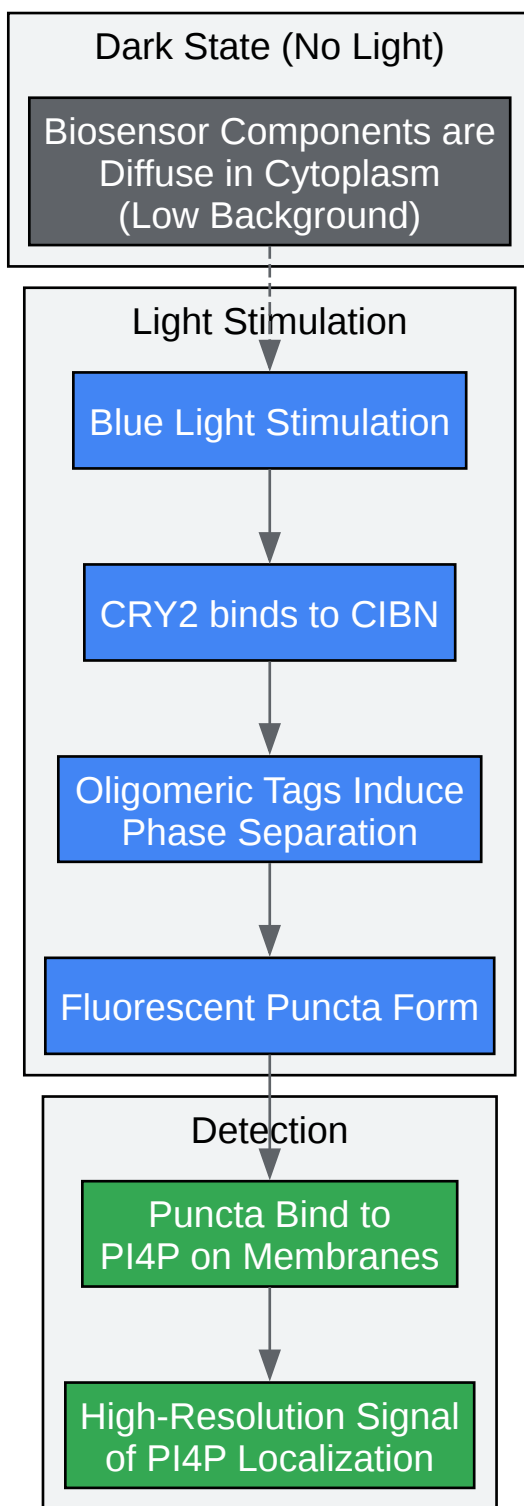 Dark State (No Light)
Biosensor Components are
Diffuse in Cytoplasm
(Low Background)
Light Stimulation
Blue Light Stimulation
CRY2 binds to CIBN
Oligomeric Tags Induce
Phase Separation
Fluorescent Puncta Form
Detection
Puncta Bind to
PI4P on Membranes
High-Resolution Signal
of PI4P Localization